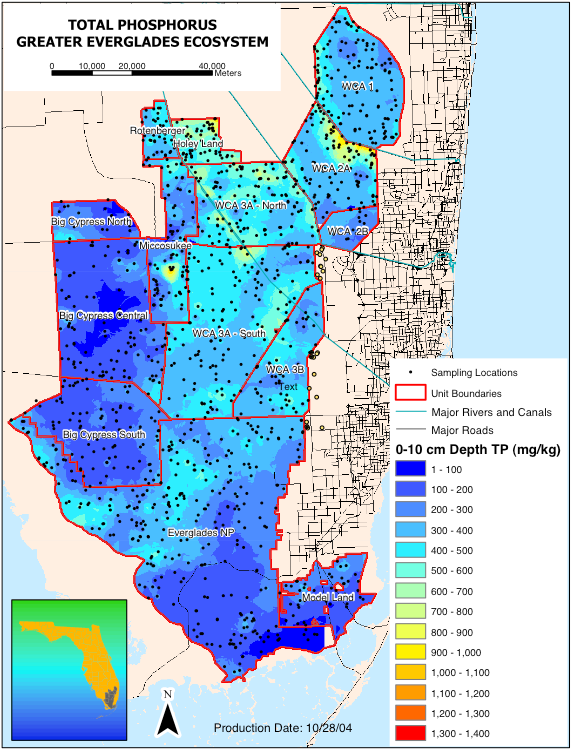 TOTAL PHOSPHORUS
GREATER EVERGLADES ECOSYSTEM
0 10,000 20,000 40,000
Meters
WCA 1
Rotenberger
Holey Land
WCA 2A
WCA 3A - North
Big Cypress North
WCA 2B
Miccosukee
Big Cypress Central
WCA 3A - South
WCA 3B
Text
Big Cypress South
Everglades NP
Model Land
Sampling Locations
Unit Boundaries
Major Rivers and Canals
Major Roads
0-10 cm Depth TP (mg/kg)
1 - 100
100 - 200
200 - 300
300 - 400
400 - 500
500 - 600
600 - 700
700 - 800
800 - 900
900 - 1,000
1,000 - 1,100
1,100 - 1,200
1,200 - 1,300
1,300 - 1,400
N
Production Date: 10/28/04